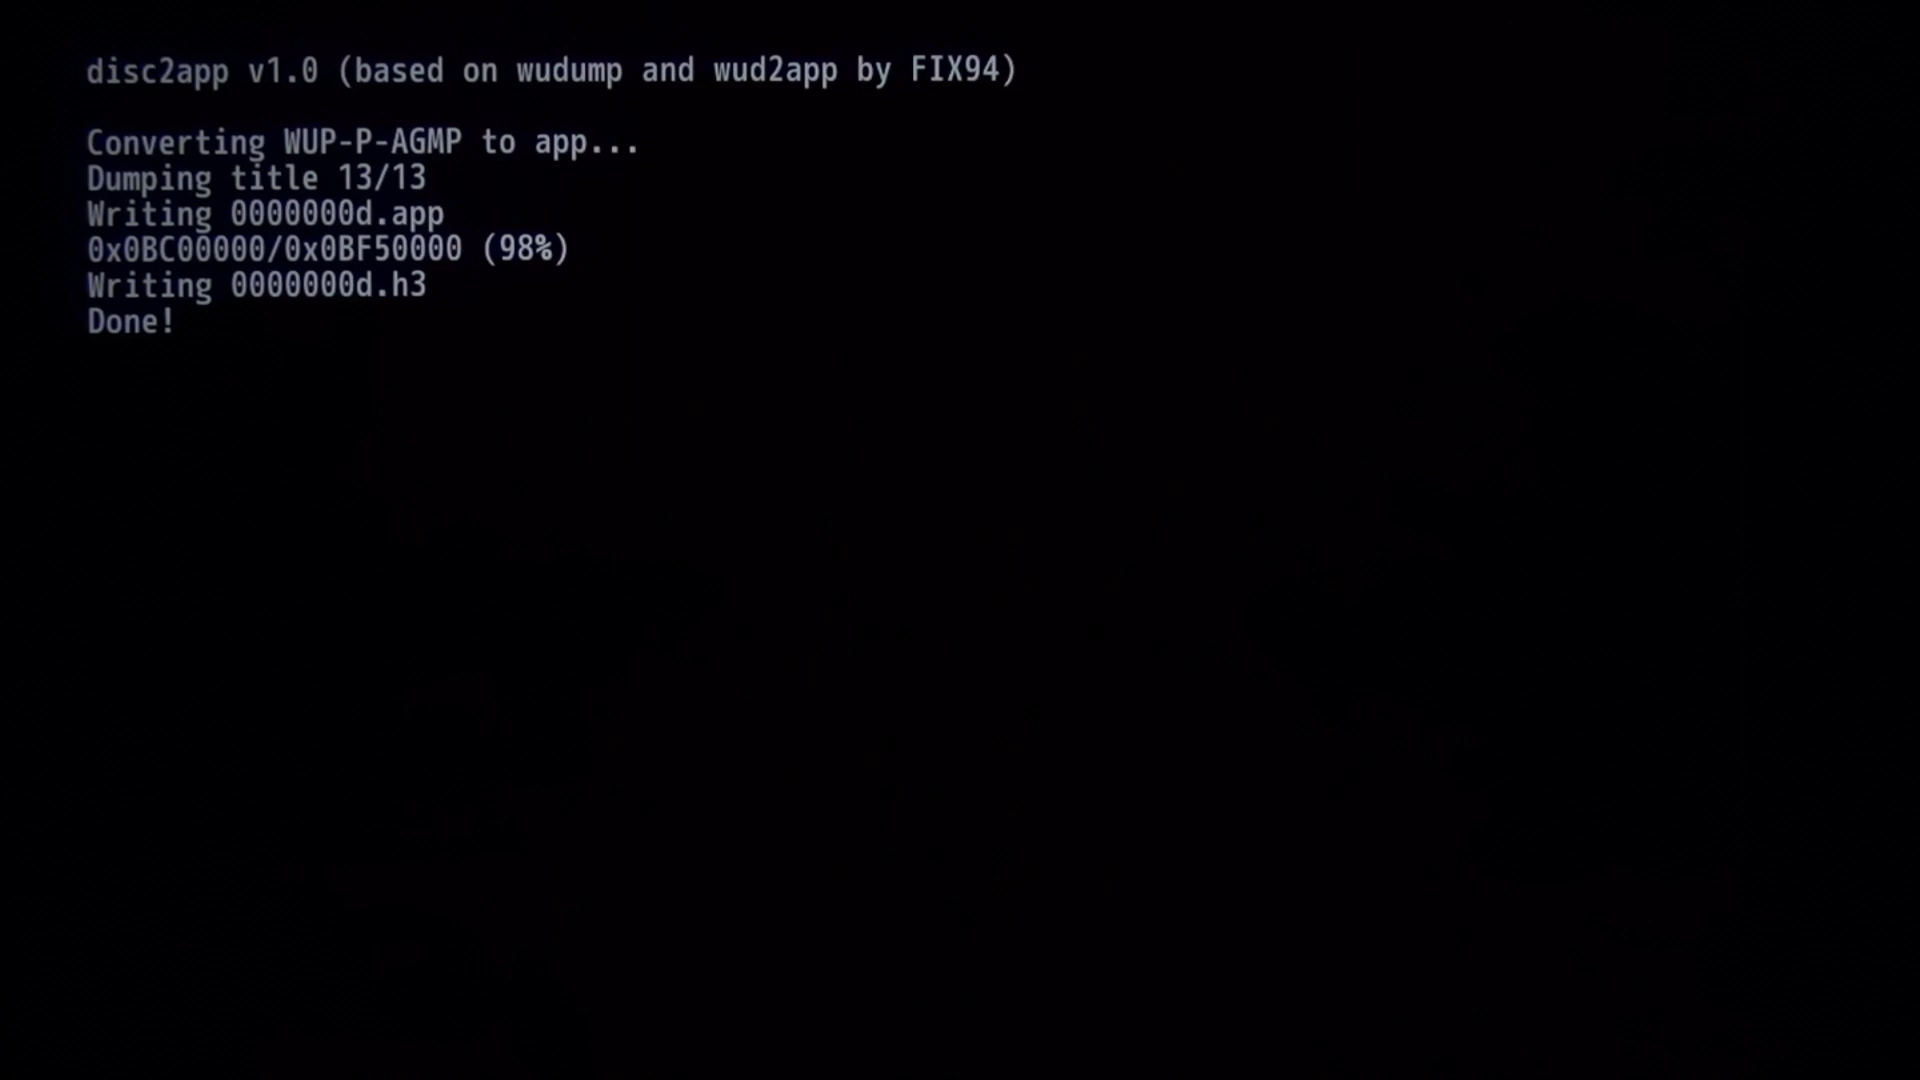 disc2app v1.0 (based on wudump and wud2app by FIX94)
Converting WUP-P-AGMP to app...
Dumping title 13/13
Writing 0000000d.app
0x0BC00000/0x0BF50000 (98%)
Writing 0000000d.h3
Done!